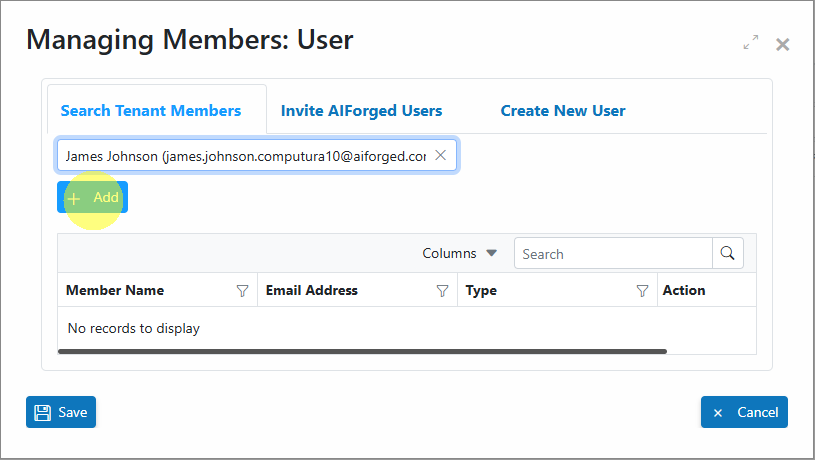 Managing Members: User
Search Tenant Members Invite AIForged Users Create New User
James Johnson (james.johnson.computura10@aiforged.cor
Add
Columns Search
Member Name Email Address Type Action
No records to display
Save Cancel